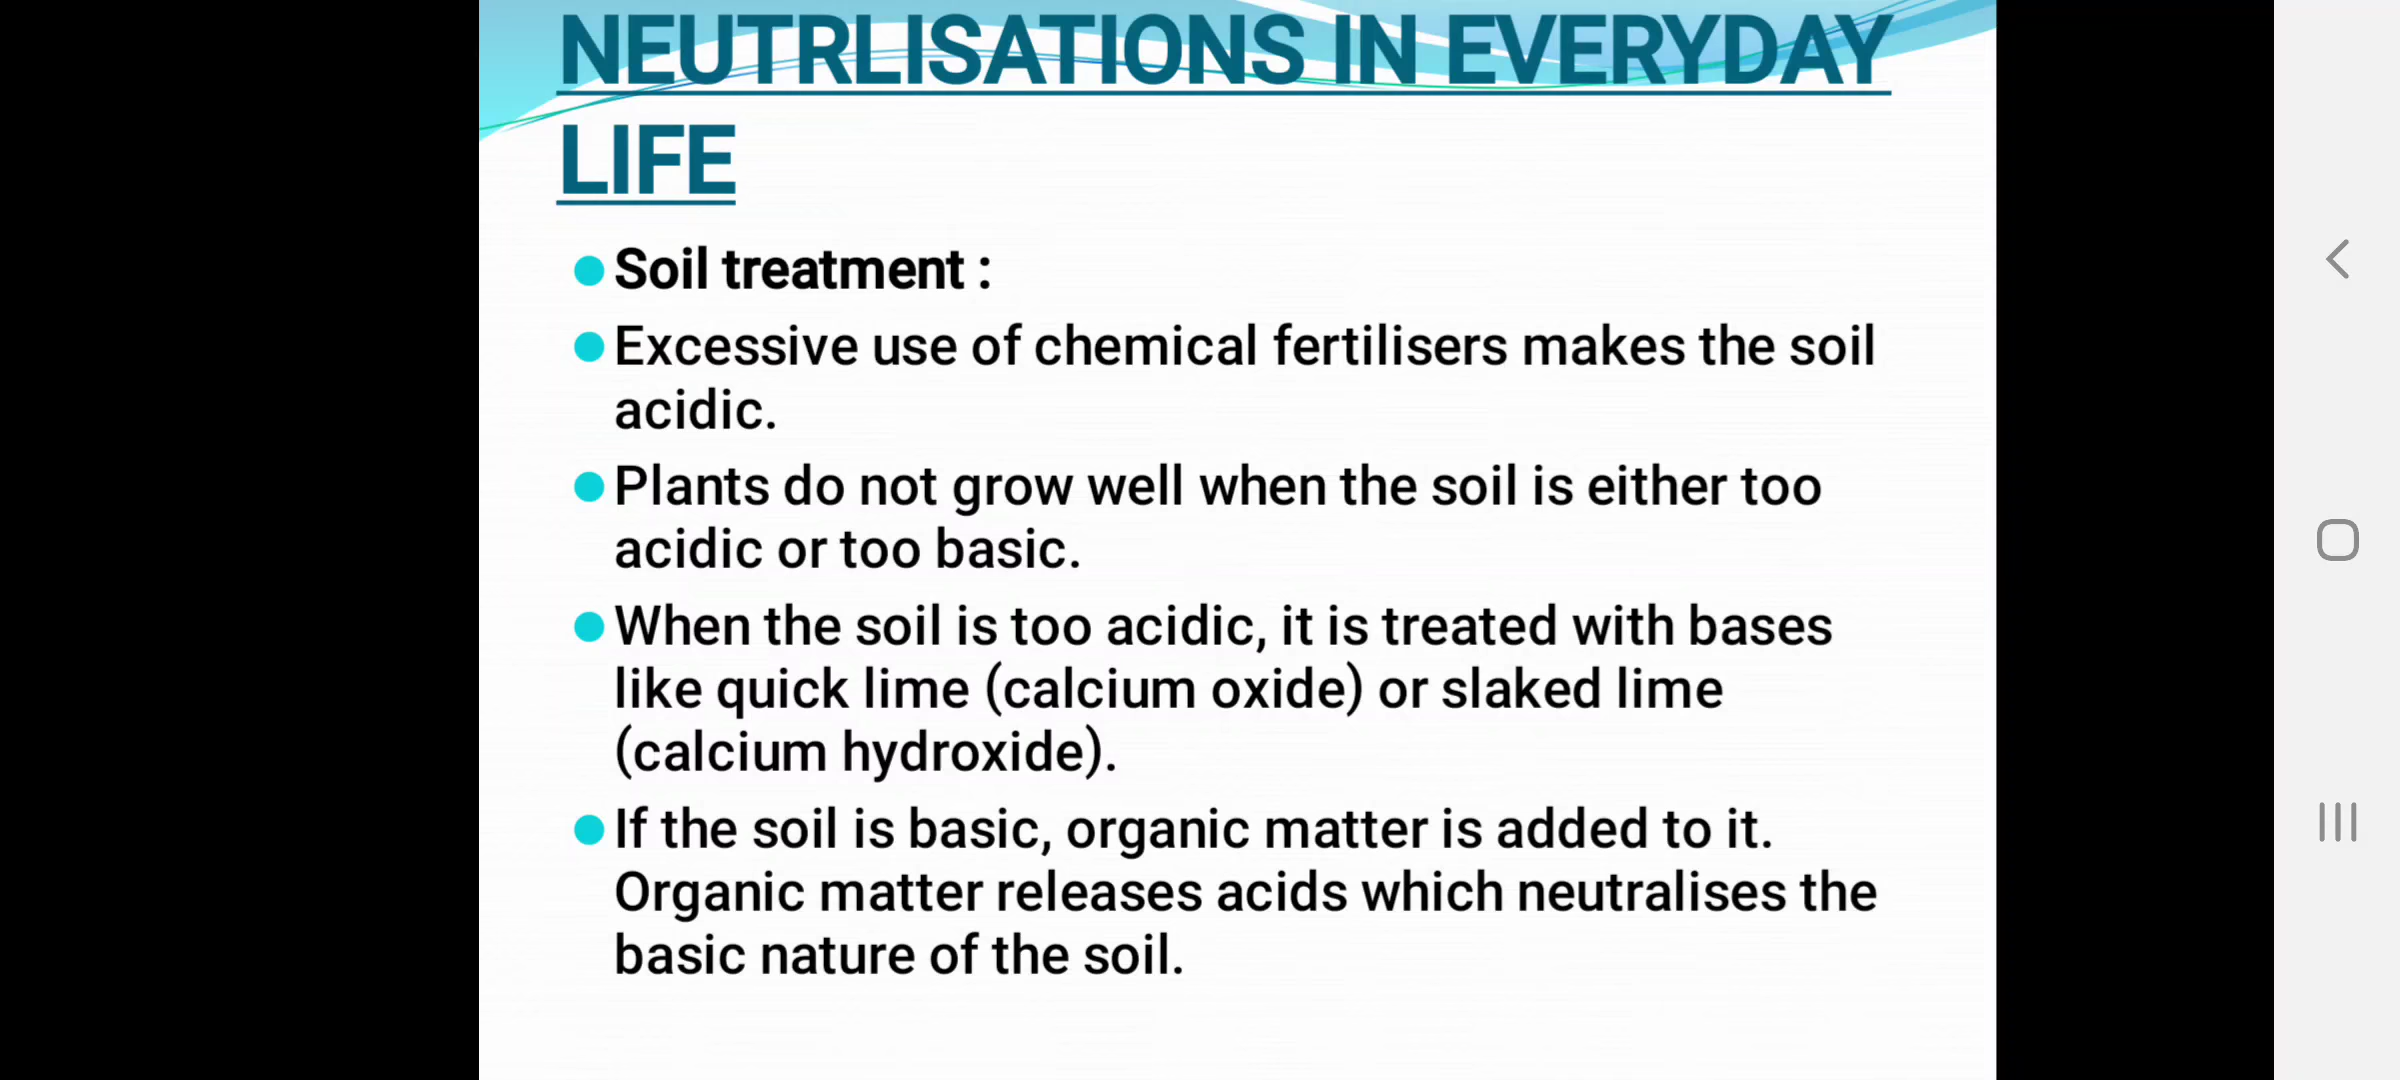 NEUTRLISATIONS IN EVERYDAY
LIFE
Soil treatment :
Excessive use of chemical fertilisers makes the soil
acidic.
Plants do not grow well when the soil is either too
acidic or too basic.
When the soil is too acidic, it is treated with bases
like quick lime (calcium oxide) or slaked lime
(calcium hydroxide).
If the soil is basic, organic matter is added to it.
Organic matter releases acids which neutralises the
basic nature of the soil.